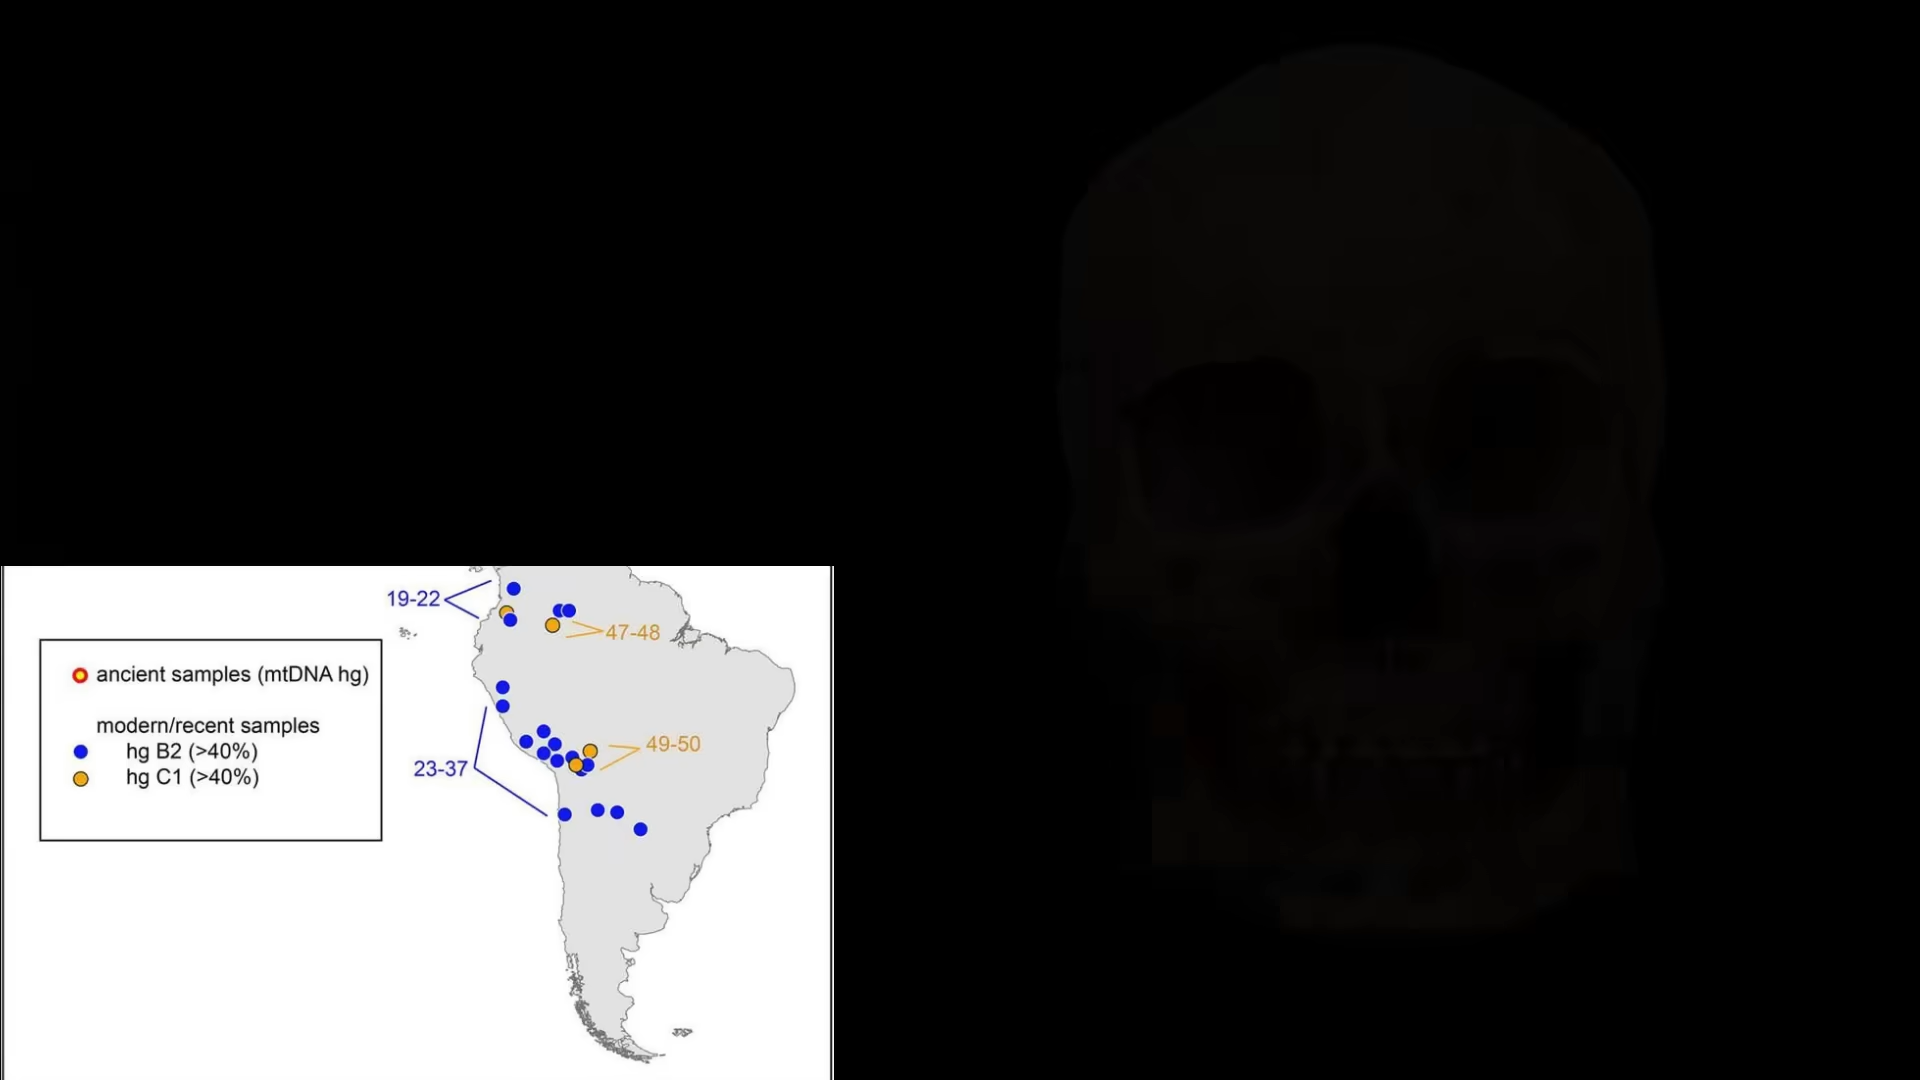 19-22
47-48
ancient samples (mtDNA hg)
modern/recent samples
hg B2 (>40%)
hg C1 (>40%)
49-50
23-37